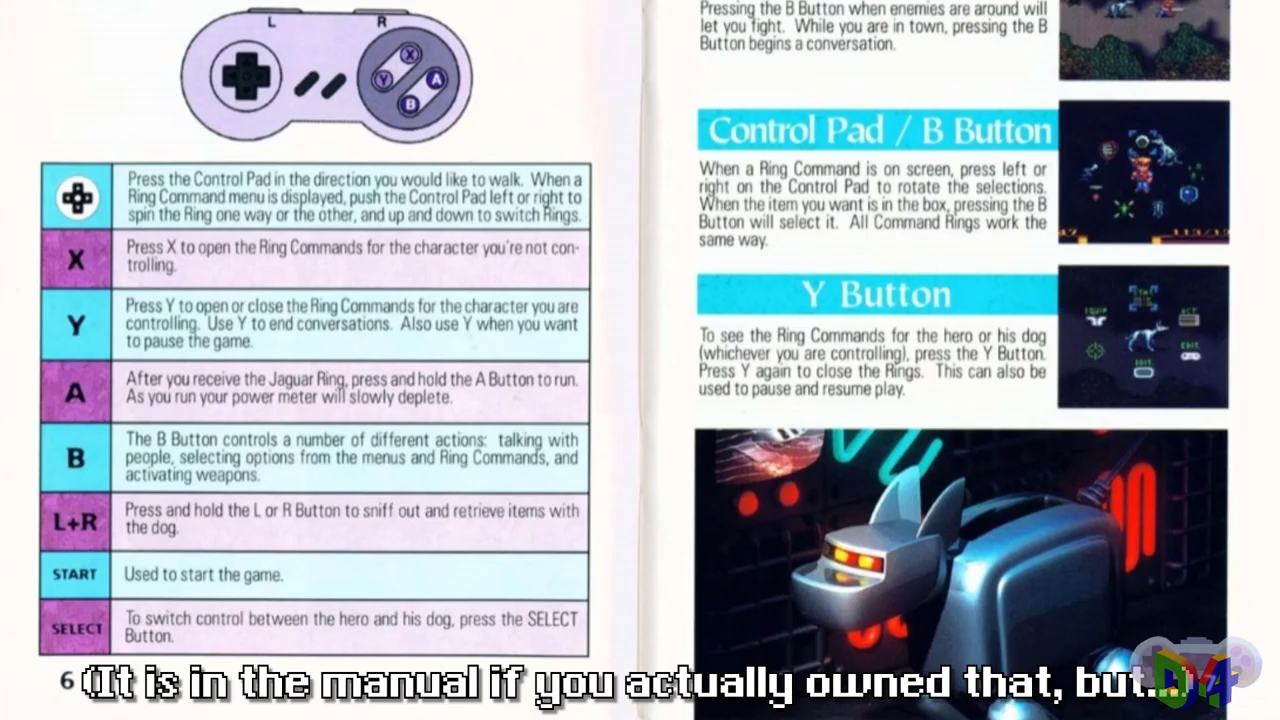 L R
X
Y A
B
Press the Control Pad in the direction you would like to walk. When a
Ring Command menu is displayed, push the Control Pad left or right to
spin the Ring one way or the other, and up and down to switch Rings.
X
Press X to open the Ring Commands for the character you're not con-
trolling.
Y
Press Y to open or close the Ring Commands for the character you are
controlling. Use Y to end conversations. Also use Y when you want
to pause the game.
A
After you receive the Jaguar Ring, press and hold the A Button to run.
As you run your power meter will slowly deplete.
B
The B Button controls a number of different actions: talking with
people, selecting options from the menus and Ring Commands, and
activating weapons.
L+R
Press and hold the L or R Button to sniff out and retrieve items with
the dog.
START
Used to start the game.
SELECT
To switch control between the hero and his dog, press the SELECT
Button.
6
Pressing the B Button when enemies are around will
let you fight. While you are in town, pressing the B
Button begins a conversation.
Control Pad / B Button
When a Ring Command is on screen, press left or
right on the Control Pad to rotate the selections.
When the item you want is in the box, pressing the B
Button will select it. All Command Rings work the
same way.
Y Button
To see the Ring Commands for the hero or his dog
(whichever you are controlling), press the Y Button.
Press Y again to close the Rings. This can also be
used to pause and resume play.
EQUIP
EDIT
EDIT
(It is in the manual if you actually owned that, but...)